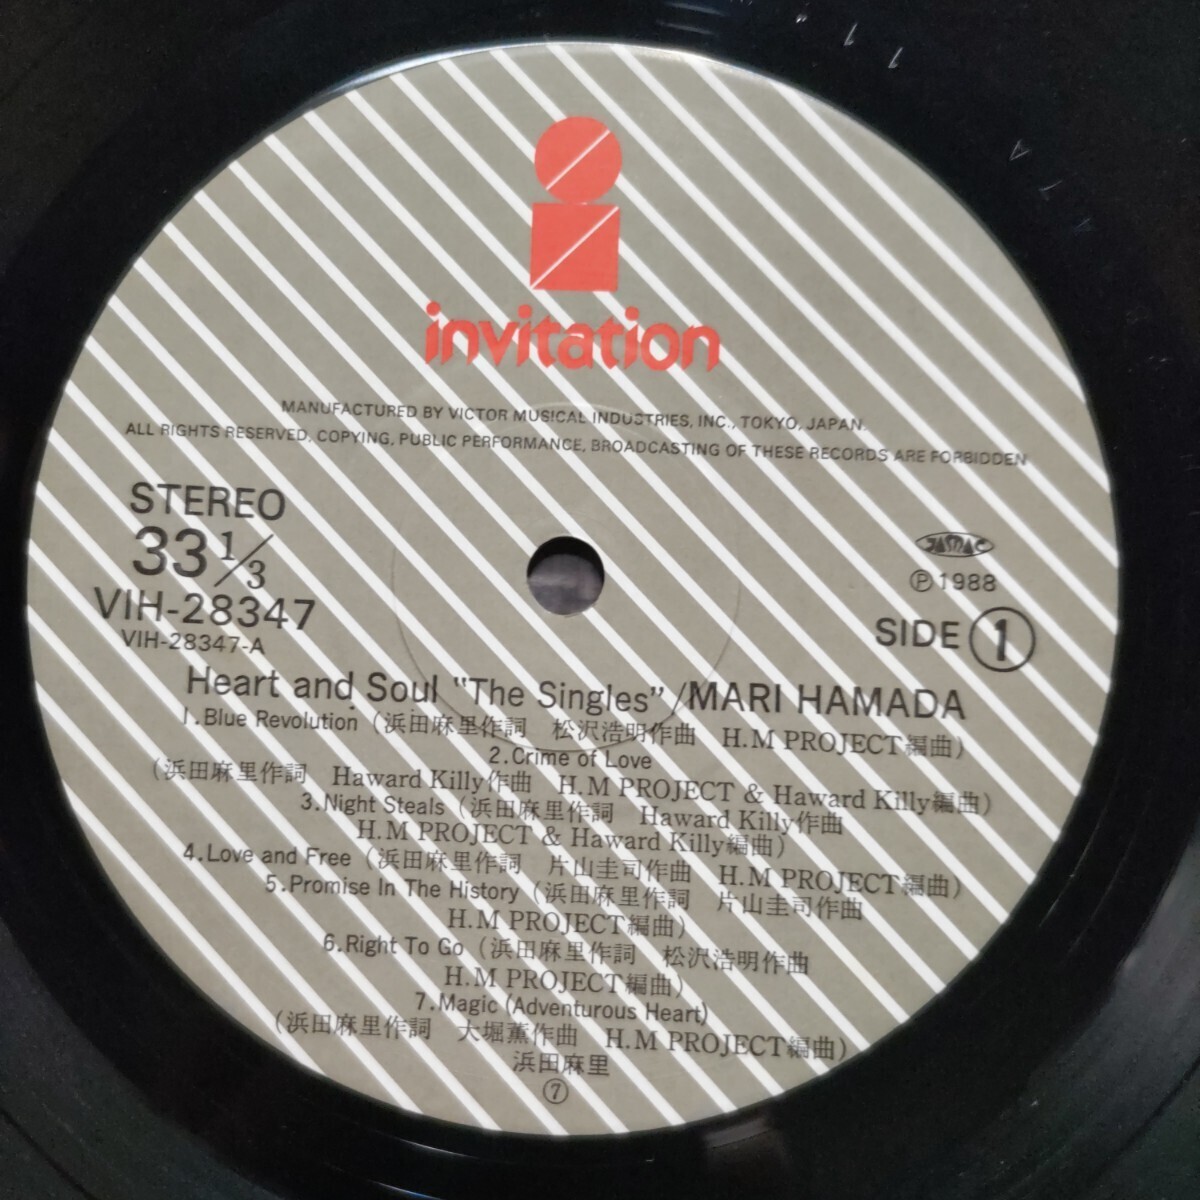 invitation
MANUFACTURED BY VICTOR MUSICAL INDUSTRIES, INC., TOKYO, JAPAN.
ALL RIGHTS RESERVED, COPYING, PUBLIC PERFORMANCE, BROADCASTING OF THESE RECORDS ARE FORBIDDEN
STEREO
33 1/3
VIH-28347
VIH-28347-A
JASRAC
Ⓟ1988
SIDE ①
Heart and Soul "The Singles"/MARI HAMADA
1.Blue Revolution (浜田麻里作詞 松沢浩明作曲 H.M PROJECT編曲)
2.Crime of Love
(浜田麻里作詞 Haward Killy作曲 H.M PROJECT & Haward Killy編曲)
3.Night Steals (浜田麻里作詞 Haward Killy作曲
H.M PROJECT & Haward Killy編曲)
4.Love and Free (浜田麻里作詞 片山圭司作曲 H.M PROJECT編曲)
5.Promise In The History (浜田麻里作詞 片山圭司作曲
H.M PROJECT編曲)
6.Right To Go (浜田麻里作詞 松沢浩明作曲
H.M PROJECT編曲)
7.Magic (Adventurous Heart)
(浜田麻里作詞 大堀薫作曲 H.M PROJECT編曲)
浜田麻里
⑦